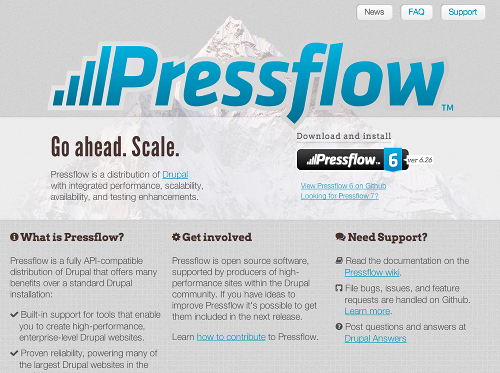 News FAQ Support
Pressflow™
Go ahead. Scale.
Pressflow is a distribution of Drupal
with integrated performance, scalability,
availability, and testing enhancements.
Download and install
Pressflow 6 ver 6.26
View Pressflow 6 on Github
Looking for Pressflow 7?
What is Pressflow?
Pressflow is a fully API-compatible
distribution of Drupal that offers many
benefits over a standard Drupal
installation:
Built-in support for tools that enable
you to create high-performance,
enterprise-level Drupal websites.
Proven reliability, powering many of
the largest Drupal websites in the
Get involved
Pressflow is open source software,
supported by producers of high-
performance sites within the Drupal
community. If you have ideas to
improve Pressflow it's possible to get
them included in the next release.
Learn how to contribute to Pressflow.
Need Support?
Read the documentation on the
Pressflow wiki.
File bugs, issues, and feature
requests are handled on Github.
Learn more.
Post questions and answers at
Drupal Answers